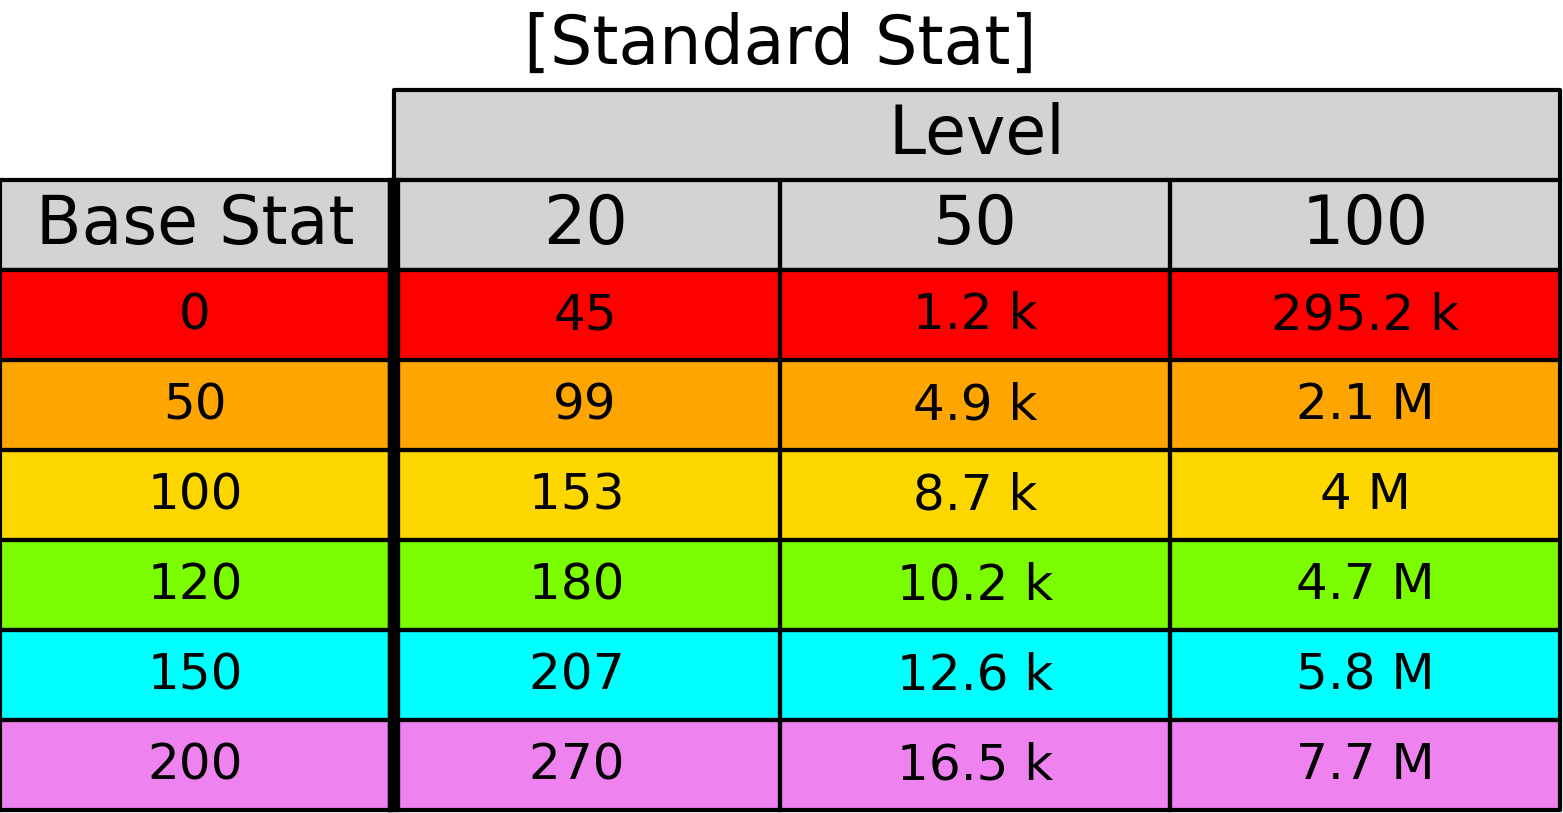 [Standard Stat]
Level
Base Stat 20 50 100
0 45 1.2 k 295.2 k
50 99 4.9 k 2.1 M
100 153 8.7 k 4 M
120 180 10.2 k 4.7 M
150 207 12.6 k 5.8 M
200 270 16.5 k 7.7 M